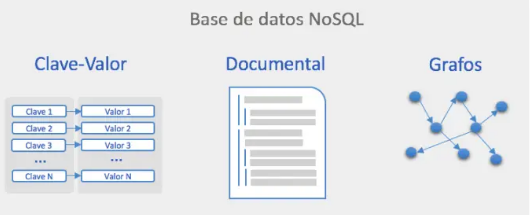 Base de datos NoSQL
Clave-Valor
Documental
Grafos
Clave 1 Valor 1
Clave 2 Valor 2
Clave 3 Valor 3
... ...
Clave N Valor N